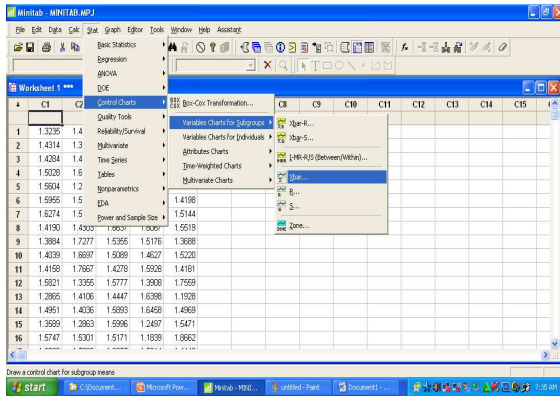 Minitab - MINITAB.MPJ
File Edit Data Calc Stat Graph Editor Tools Window Help Assistant
Worksheet 1 ***
C1 C2 C8 C9 C10 C11 C12 C13 C14 C15
Basic Statistics
Regression
ANOVA
DOE
Control Charts
Quality Tools
Reliability/Survival
Multivariate
Time Series
Tables
Nonparametrics
EDA
Power and Sample Size
Box-Cox Transformation...
Variables Charts for Subgroups
Variables Charts for Individuals
Attributes Charts
Time-Weighted Charts
Multivariate Charts
Xbar-R...
Xbar-S...
I-MR-R/S (Between/Within)...
Xbar...
R...
S...
Zone...
1 1.3235 1.4
2 1.4314 1.3
3 1.4284 1.4
4 1.5028 1.6
5 1.5604 1.2
6 1.5955 1.5 1.4198
7 1.6274 1.5 1.5144
8 1.4190 1.4303 1.6637 1.6067 1.5519
9 1.3884 1.7277 1.5355 1.5176 1.3688
10 1.4039 1.6697 1.5089 1.4627 1.5220
11 1.4158 1.7667 1.4278 1.5928 1.4181
12 1.5821 1.3355 1.5777 1.3908 1.7559
13 1.2865 1.4106 1.4447 1.6398 1.1928
14 1.4951 1.4036 1.5893 1.6458 1.4969
15 1.3589 1.2863 1.5996 1.2497 1.5471
16 1.5747 1.5301 1.5171 1.1839 1.8662
Draw a control chart for subgroup means
start C:\Document... Microsoft Pow... Minitab - MINI... untitled - Paint Document1 - ... 7:35 AM